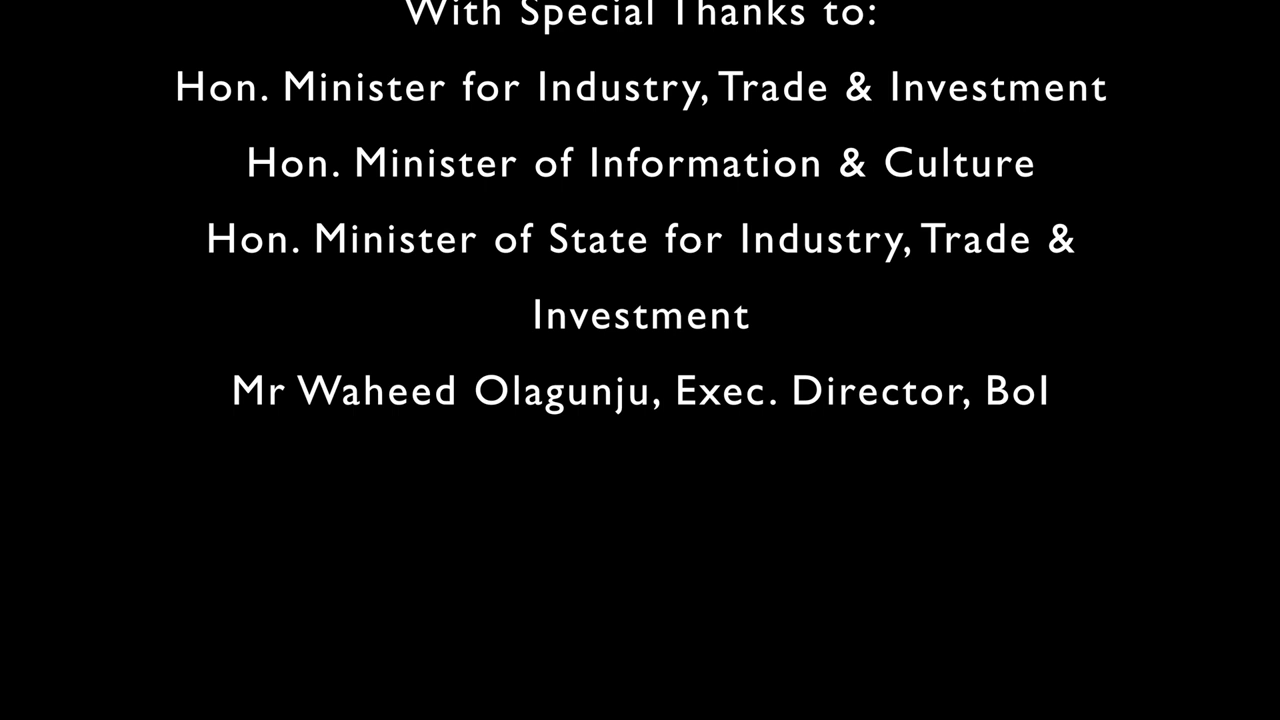 With Special Thanks to:
Hon. Minister for Industry, Trade & Investment
Hon. Minister of Information & Culture
Hon. Minister of State for Industry, Trade &
Investment
Mr Waheed Olagunju, Exec. Director, BoI